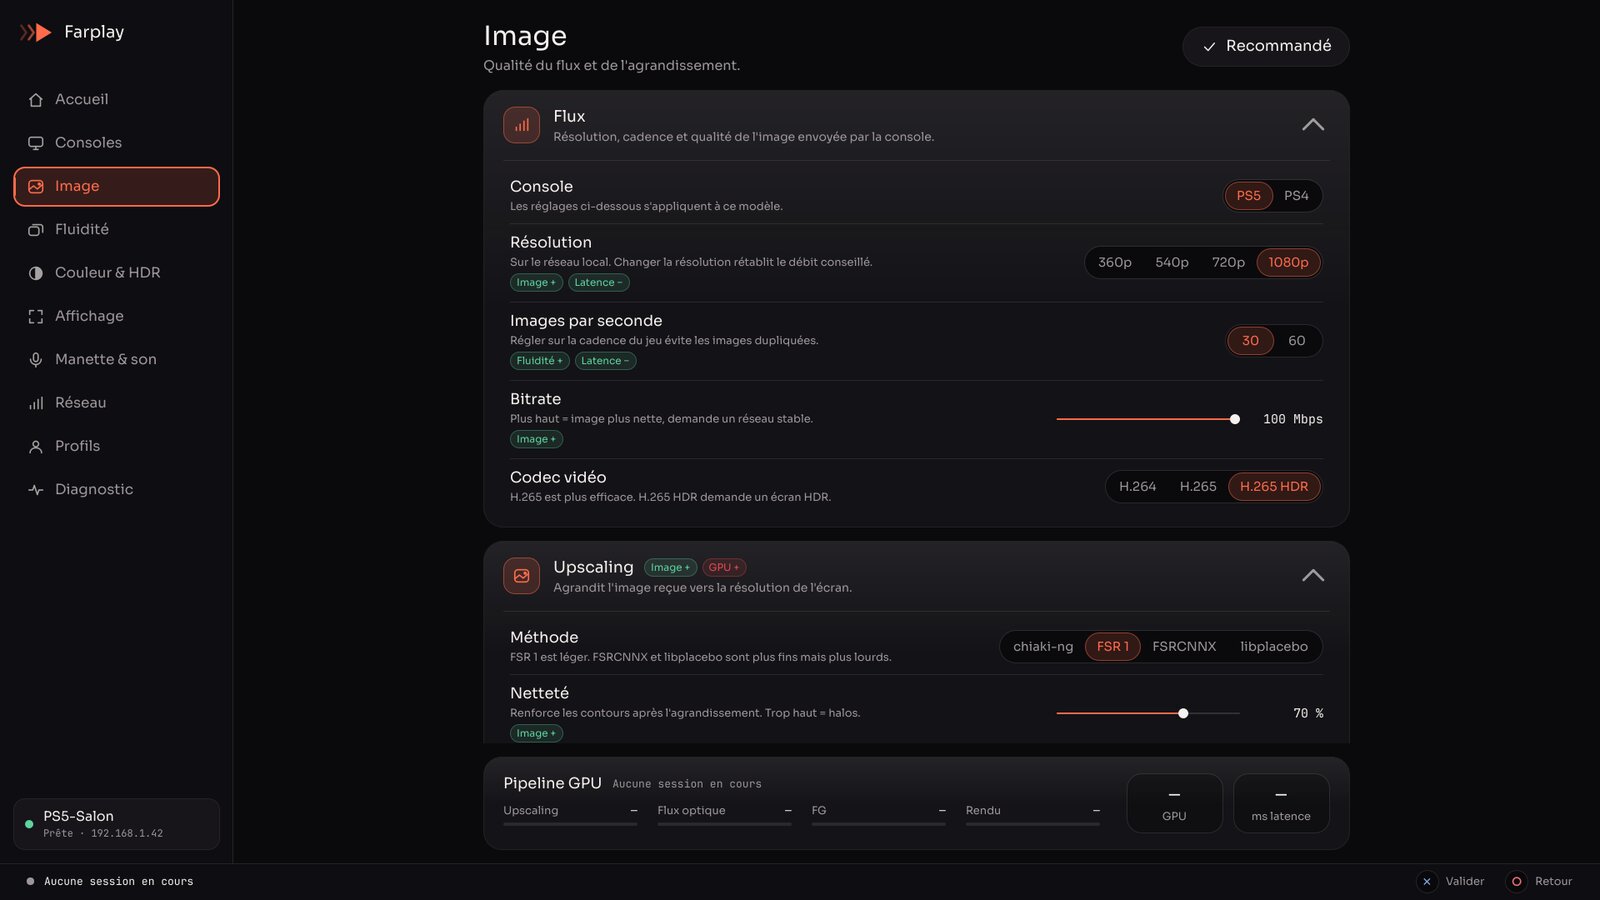 Farplay
Accueil
Consoles
Image
Fluidité
Couleur & HDR
Affichage
Manette & son
Réseau
Profils
Diagnostic
PS5-Salon
Prête · 192.168.1.42
Image
Qualité du flux et de l'agrandissement.
Recommandé
Flux
Résolution, cadence et qualité de l'image envoyée par la console.
Console
Les réglages ci-dessous s'appliquent à ce modèle.
PS5 PS4
Résolution
Sur le réseau local. Changer la résolution rétablit le débit conseillé.
Image + Latence −
360p 540p 720p 1080p
Images par seconde
Régler sur la cadence du jeu évite les images dupliquées.
Fluidité + Latence −
30 60
Bitrate
Plus haut = image plus nette, demande un réseau stable.
Image +
100 Mbps
Codec vidéo
H.265 est plus efficace. H.265 HDR demande un écran HDR.
H.264 H.265 H.265 HDR
Upscaling Image + GPU +
Agrandit l'image reçue vers la résolution de l'écran.
Méthode
FSR 1 est léger. FSRCNNX et libplacebo sont plus fins mais plus lourds.
chiaki-ng FSR 1 FSRCNNX libplacebo
Netteté
Renforce les contours après l'agrandissement. Trop haut = halos.
Image +
70 %
Pipeline GPU Aucune session en cours
Upscaling – Flux optique – FG – Rendu –
– GPU
– ms latence
Aucune session en cours
Valider Retour